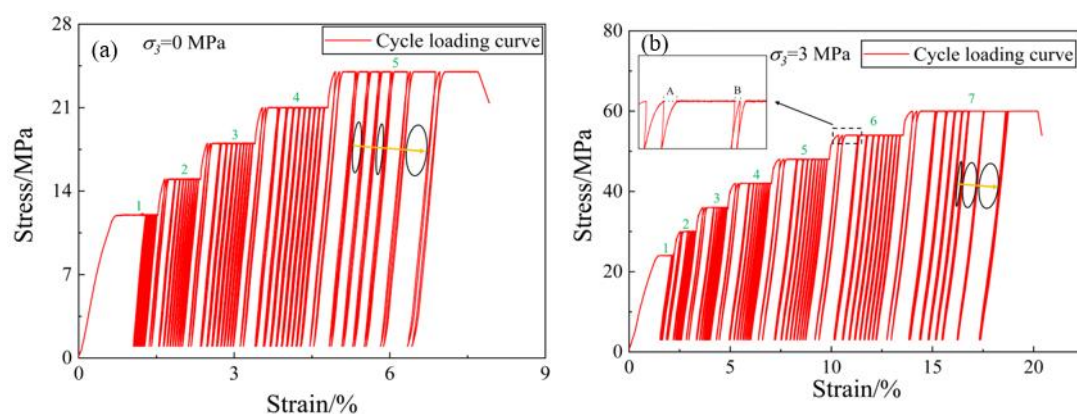 (a)
σ3=0 MPa
Cycle loading curve
28
21
14
7
0
Stress/MPa
1
2
3
4
5
0
3
6
9
Strain/%
(b)
σ3=3 MPa
Cycle loading curve
80
60
40
20
0
Stress/MPa
A
B
1
2
3
4
5
6
7
0
5
10
15
20
Strain/%